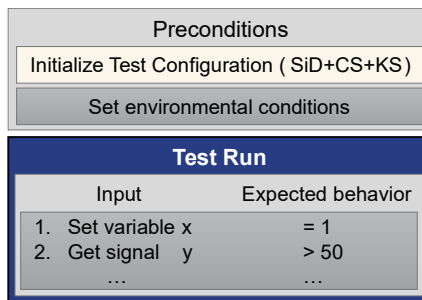 Preconditions
Initialize Test Configuration ( SiD+CS+KS)
Set environmental conditions
Test Run
Input Expected behavior
1. Set variable x = 1
2. Get signal y > 50
... ...